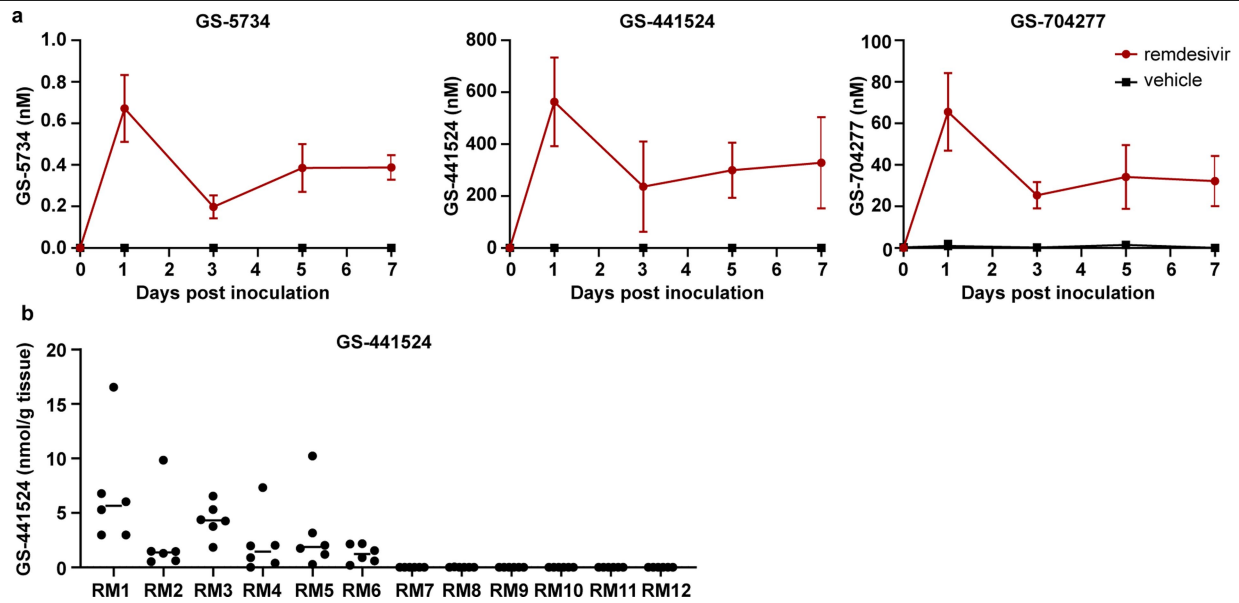 a
GS-5734
GS-5734 (nM)
1.0
0.8
0.6
0.4
0.2
0.0
0 1 2 3 4 5 6 7
Days post inoculation
GS-441524
GS-441524 (nM)
800
600
400
200
0
0 1 2 3 4 5 6 7
Days post inoculation
GS-704277
GS-704277 (nM)
100
80
60
40
20
0
0 1 2 3 4 5 6 7
Days post inoculation
remdesivir
vehicle
b
GS-441524
GS-441524 (nmol/g tissue)
20
15
10
5
0
RM1 RM2 RM3 RM4 RM5 RM6 RM7 RM8 RM9 RM10 RM11 RM12